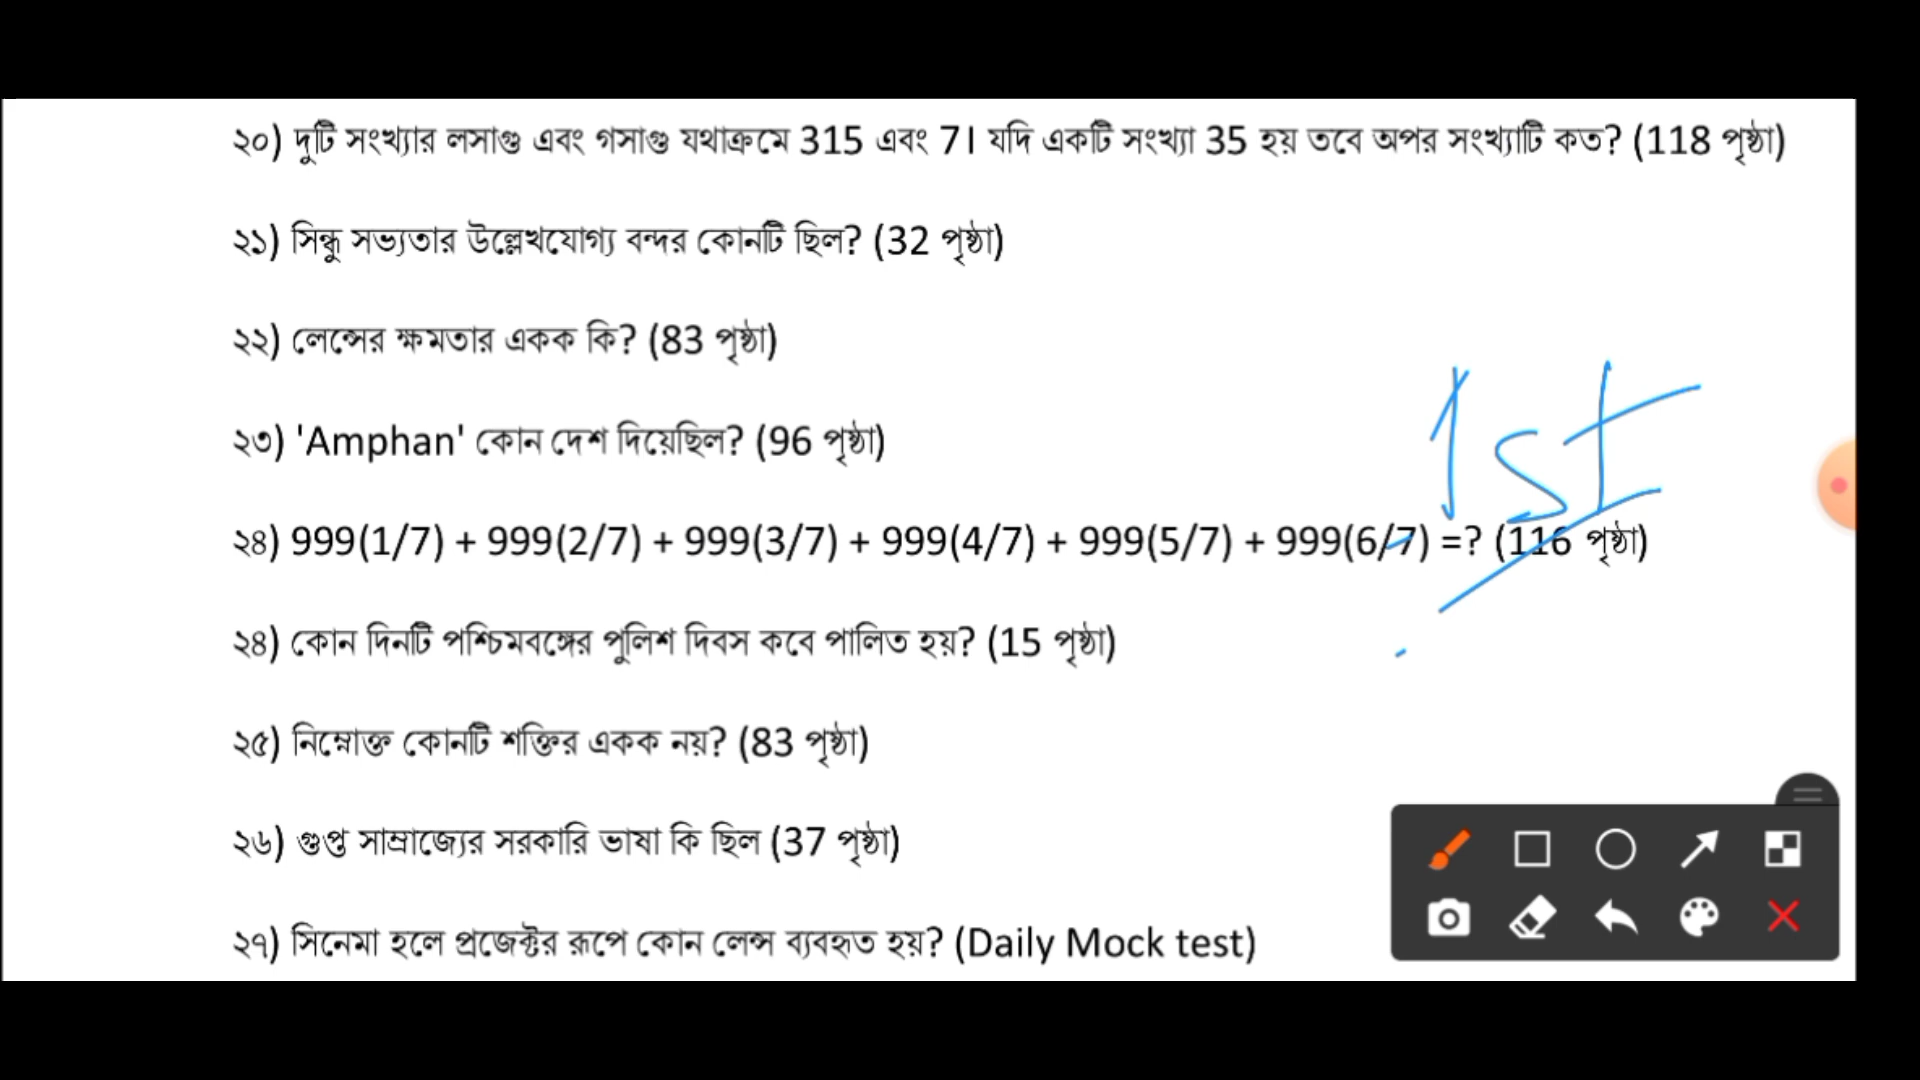 ২০) দুটি সংখ্যার লসাগু এবং গসাগু যথাক্রমে 315 এবং 7। যদি একটি সংখ্যা 35 হয় তবে অপর সংখ্যাটি কত? (118 পৃষ্ঠা)
২১) সিন্ধু সভ্যতার উল্লেখযোগ্য বন্দর কোনটি ছিল? (32 পৃষ্ঠা)
২২) লেন্সের ক্ষমতার একক কি? (83 পৃষ্ঠা)
২৩) 'Amphan' কোন দেশ দিয়েছিল? (96 পৃষ্ঠা)
1st
২৪) 999(1/7) + 999(2/7) + 999(3/7) + 999(4/7) + 999(5/7) + 999(6/7) =? (116 পৃষ্ঠা)
২৪) কোন দিনটি পশ্চিমবঙ্গের পুলিশ দিবস কবে পালিত হয়? (15 পৃষ্ঠা)
২৫) নিম্নোক্ত কোনটি শক্তির একক নয়? (83 পৃষ্ঠা)
২৬) গুপ্ত সাম্রাজ্যের সরকারি ভাষা কি ছিল (37 পৃষ্ঠা)
২৭) সিনেমা হলে প্রজেক্টর রূপে কোন লেন্স ব্যবহৃত হয়? (Daily Mock test)